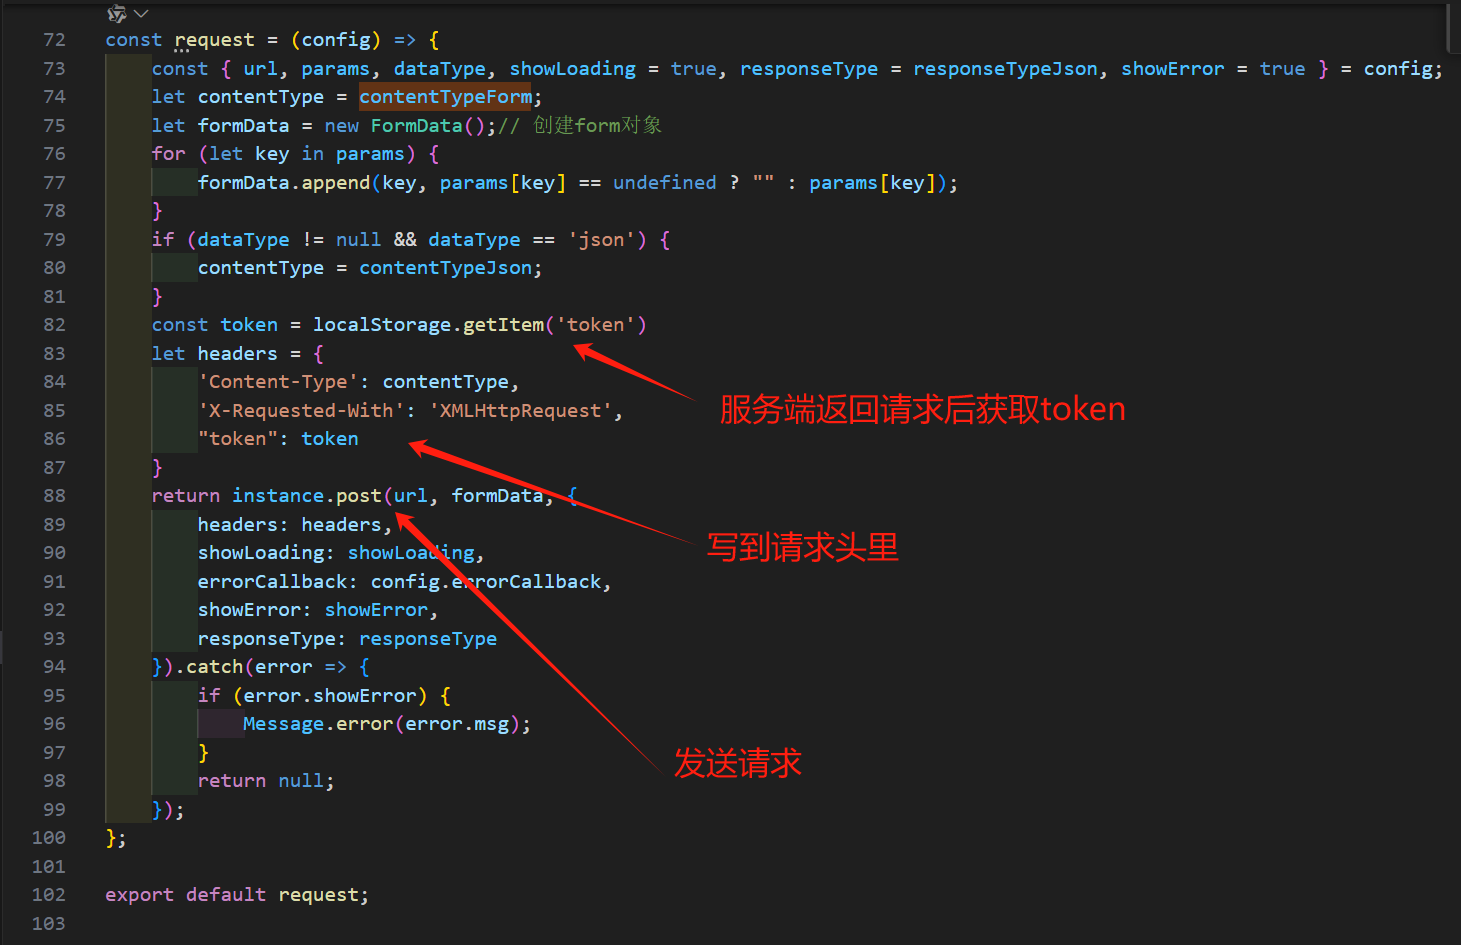 72 const request = (config) => {
73 const { url, params, dataType, showLoading = true, responseType = responseTypeJson, showError = true } = config;
74 let contentType = contentTypeForm;
75 let formData = new FormData();// 创建form对象
76 for (let key in params) {
77 formData.append(key, params[key] == undefined ? "" : params[key]);
78 }
79 if (dataType != null && dataType == 'json') {
80 contentType = contentTypeJson;
81 }
82 const token = localStorage.getItem('token')
83 let headers = {
84 'Content-Type': contentType,
85 'X-Requested-With': 'XMLHttpRequest',
服务端返回请求后获取token
86 "token": token
87 }
88 return instance.post(url, formData, {
89 headers: headers,
写到请求头里
90 showLoading: showLoading,
91 errorCallback: config.errorCallback,
92 showError: showError,
93 responseType: responseType
94 }).catch(error => {
95 if (error.showError) {
96 Message.error(error.msg);
97 }
发送请求
98 return null;
99 });
100 };
101
102 export default request;
103